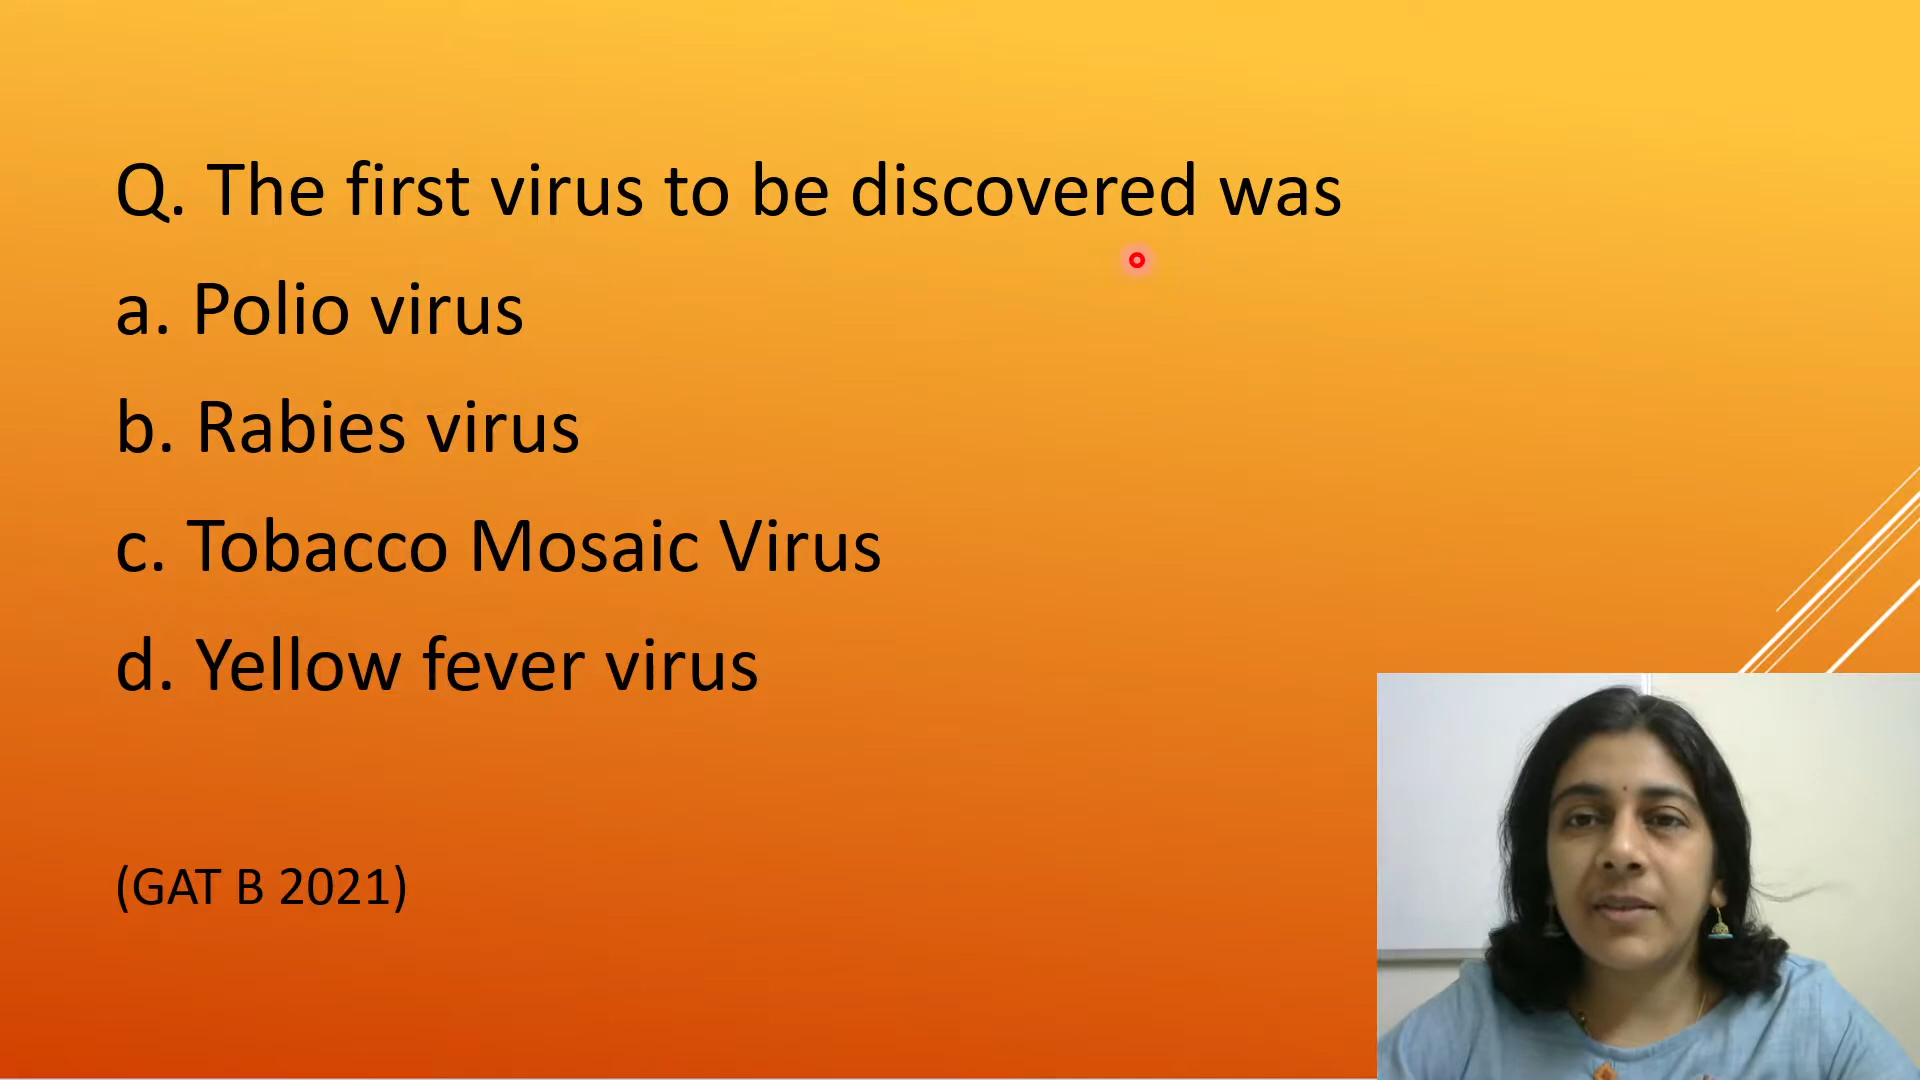 Q. The first virus to be discovered was
a. Polio virus
b. Rabies virus
c. Tobacco Mosaic Virus
d. Yellow fever virus
(GAT B 2021)